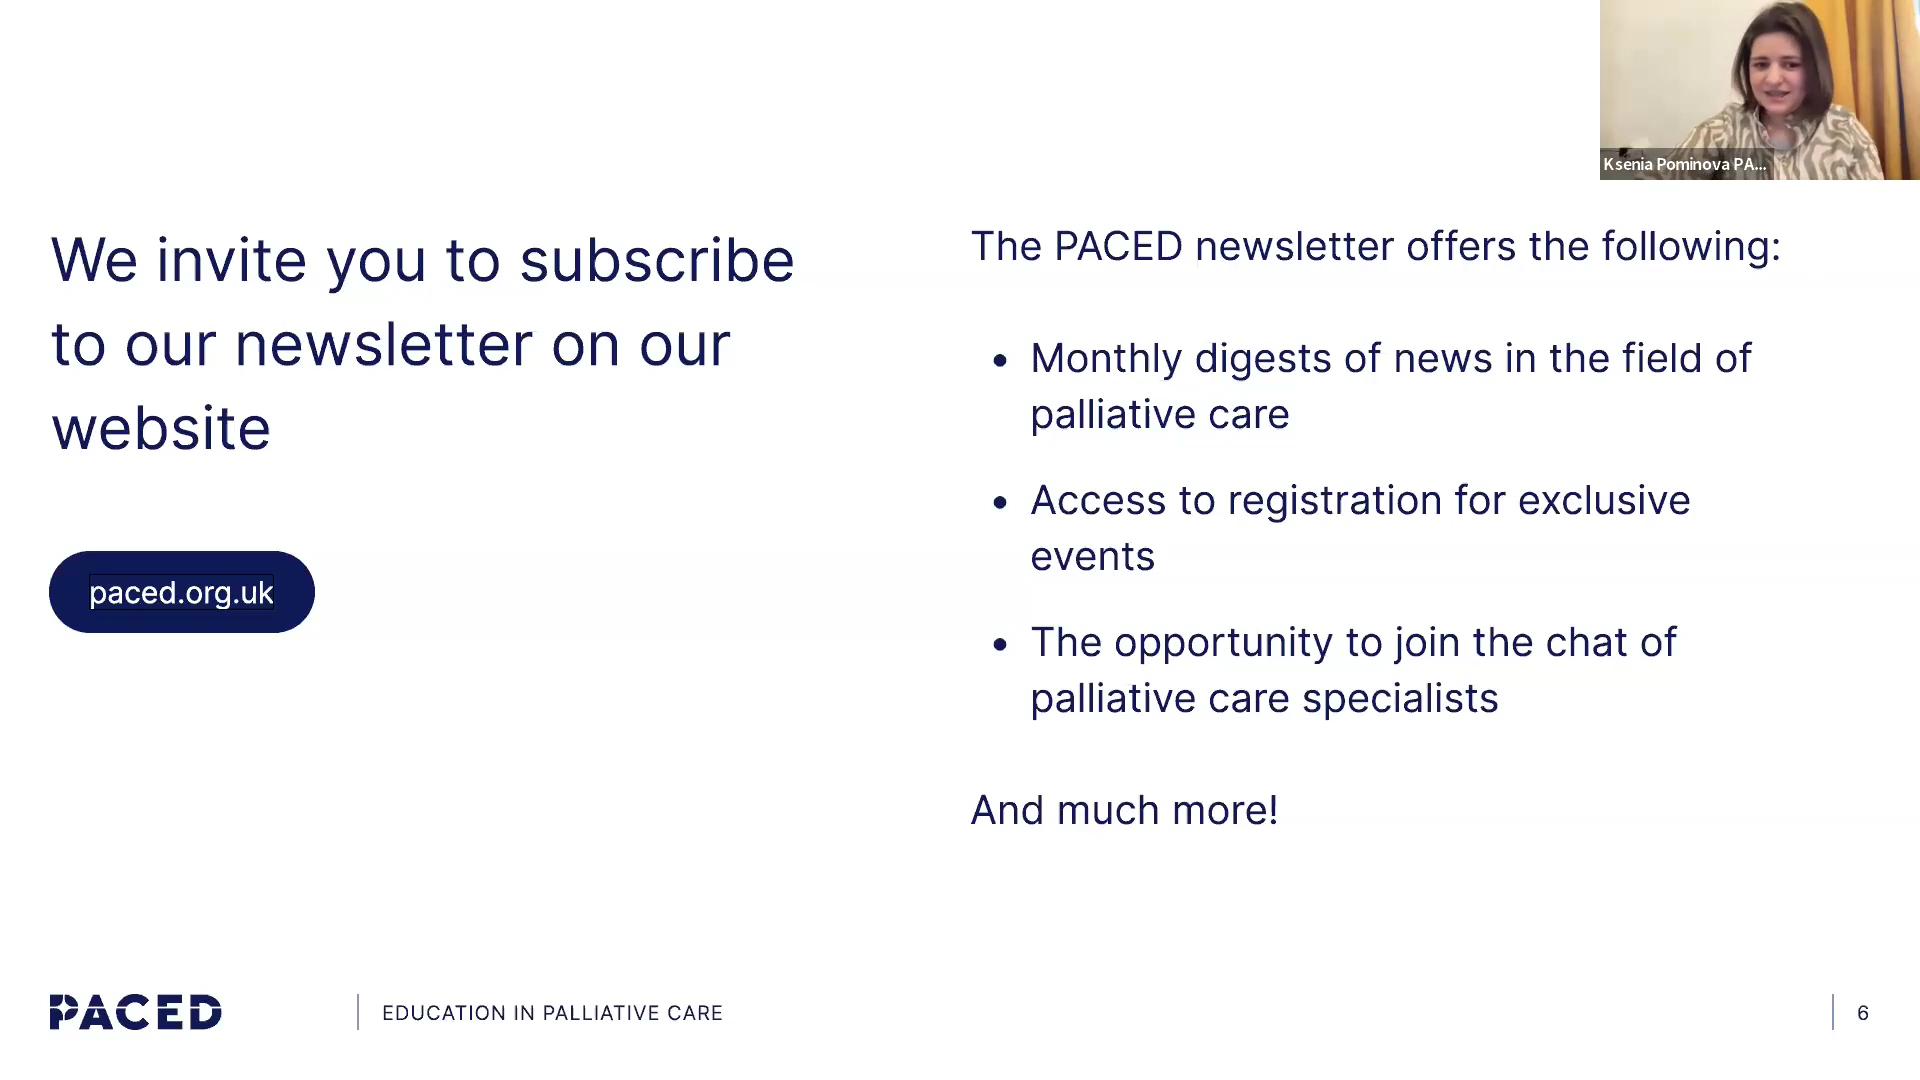 Ksenia Pominova PA...
We invite you to subscribe
to our newsletter on our
website
paced.org.uk
The PACED newsletter offers the following:
• Monthly digests of news in the field of
palliative care
• Access to registration for exclusive
events
• The opportunity to join the chat of
palliative care specialists
And much more!
PACED
EDUCATION IN PALLIATIVE CARE
6